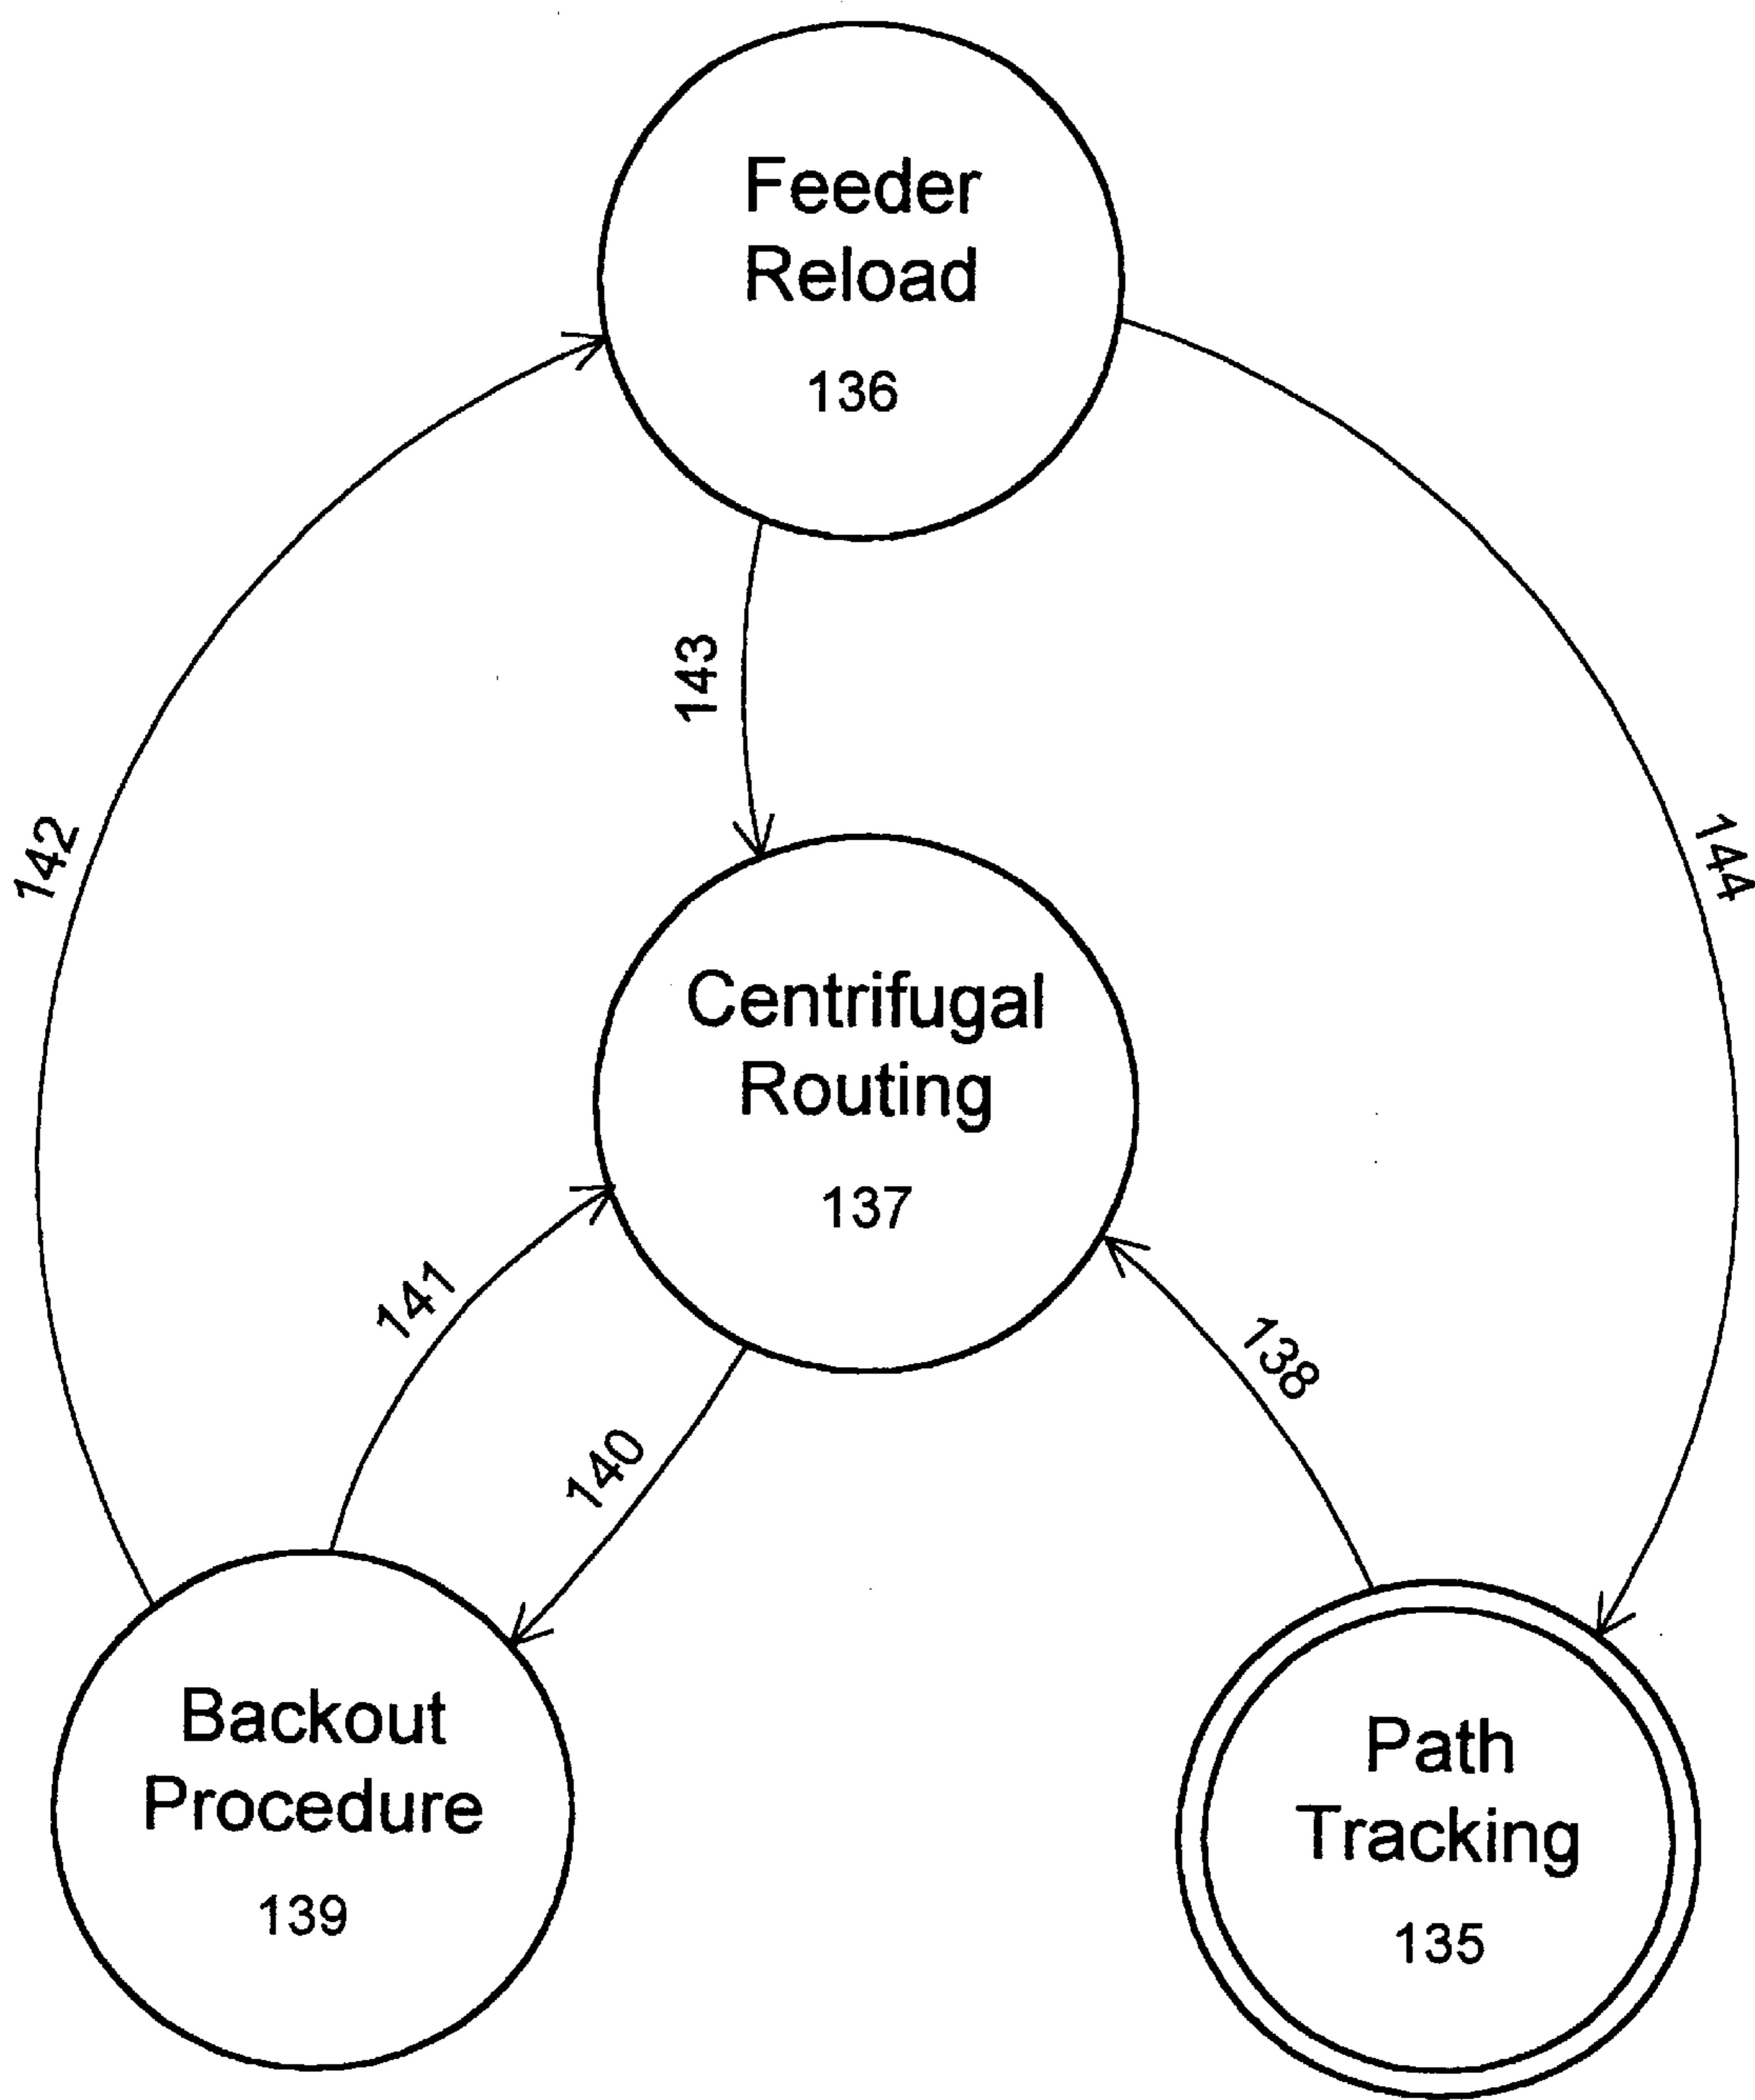 Feeder
Reload
136
143
142
144
Centrifugal
Routing
137
141
138
140
Backout
Procedure
139
Path
Tracking
135